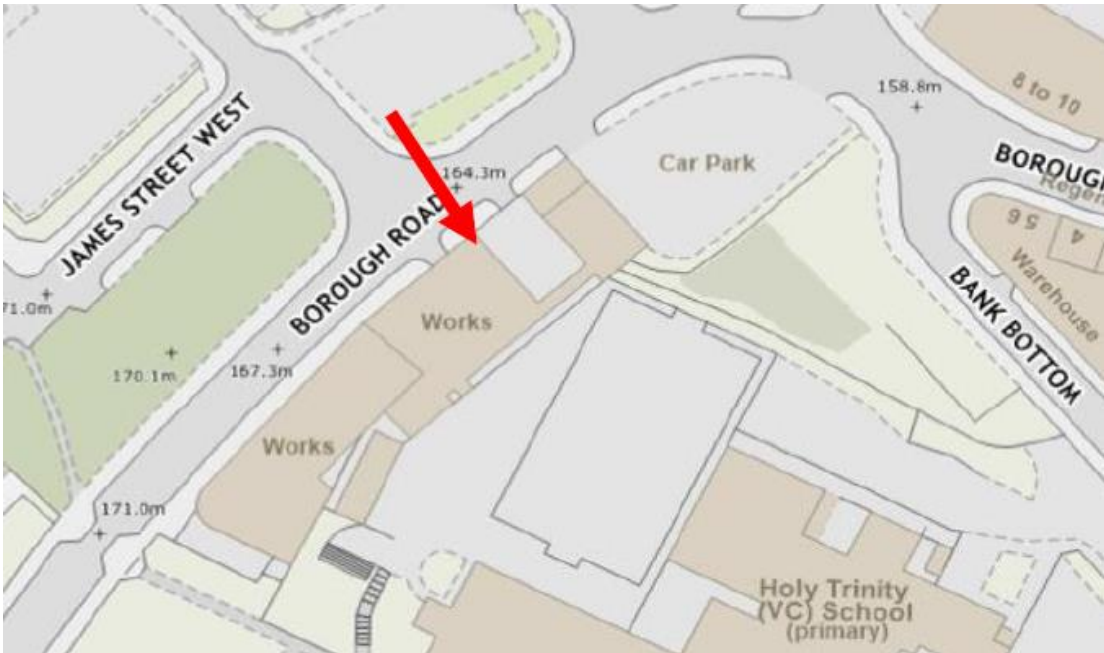 158.8m
8 to 10
BOROUGH
Regen
5 6
4
Warehouse
Car Park
JAMES STREET WEST
164.3m
BOROUGH ROAD
71.0m
170.1m
167.3m
Works
Works
171.0m
BANK BOTTOM
Holy Trinity
(VC) School
(primary)